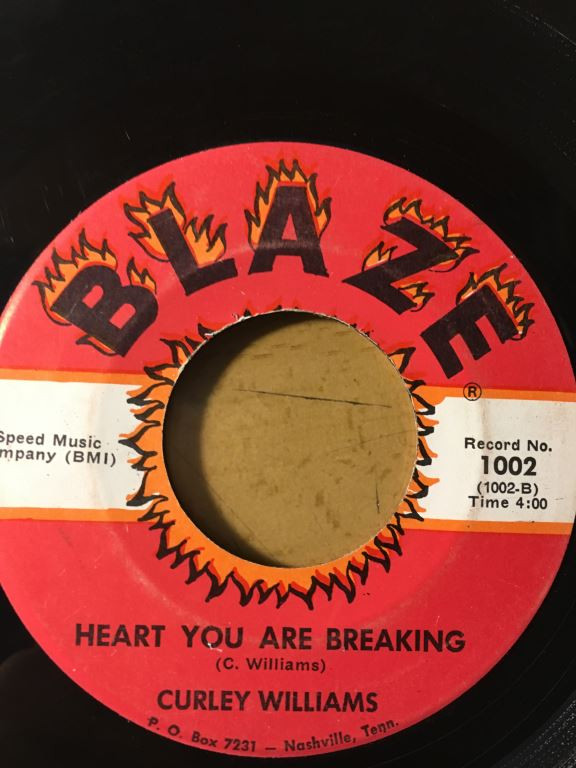 BLAZE
®
Speed Music
mpany (BMI)
Record No.
1002
(1002-B)
Time 4:00
HEART YOU ARE BREAKING
(C. Williams)
CURLEY WILLIAMS
P. O. Box 7231 – Nashville, Tenn.